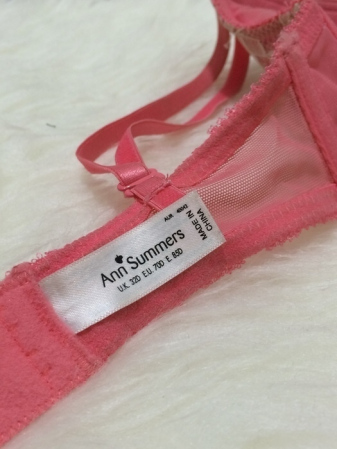 Ann Summers
U.K. 32D E.U. 70D E. 85D
MADE IN
CHINA